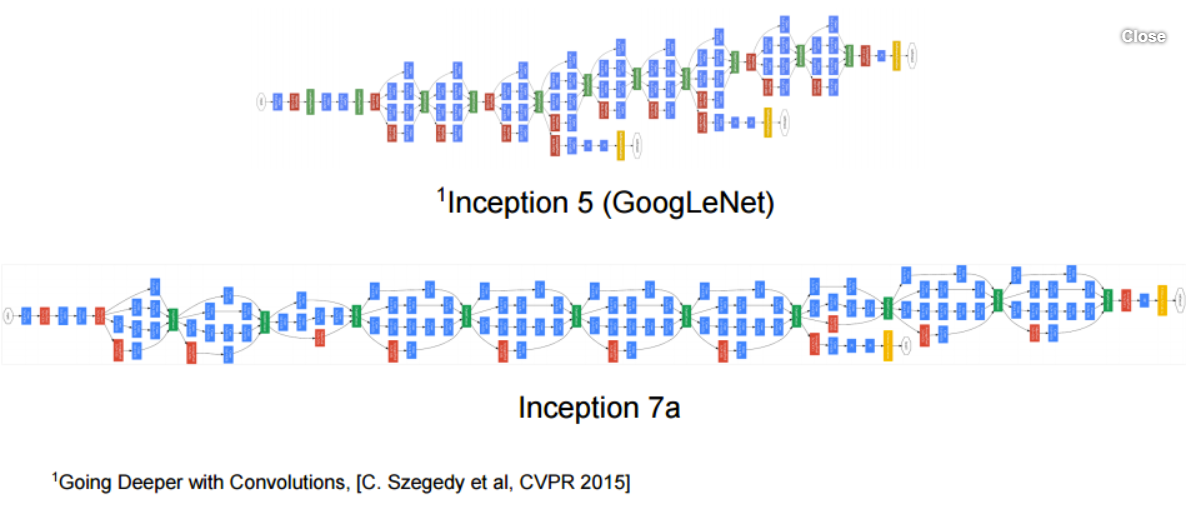 Close
¹Inception 5 (GoogLeNet)
Inception 7a
¹Going Deeper with Convolutions, [C. Szegedy et al, CVPR 2015]